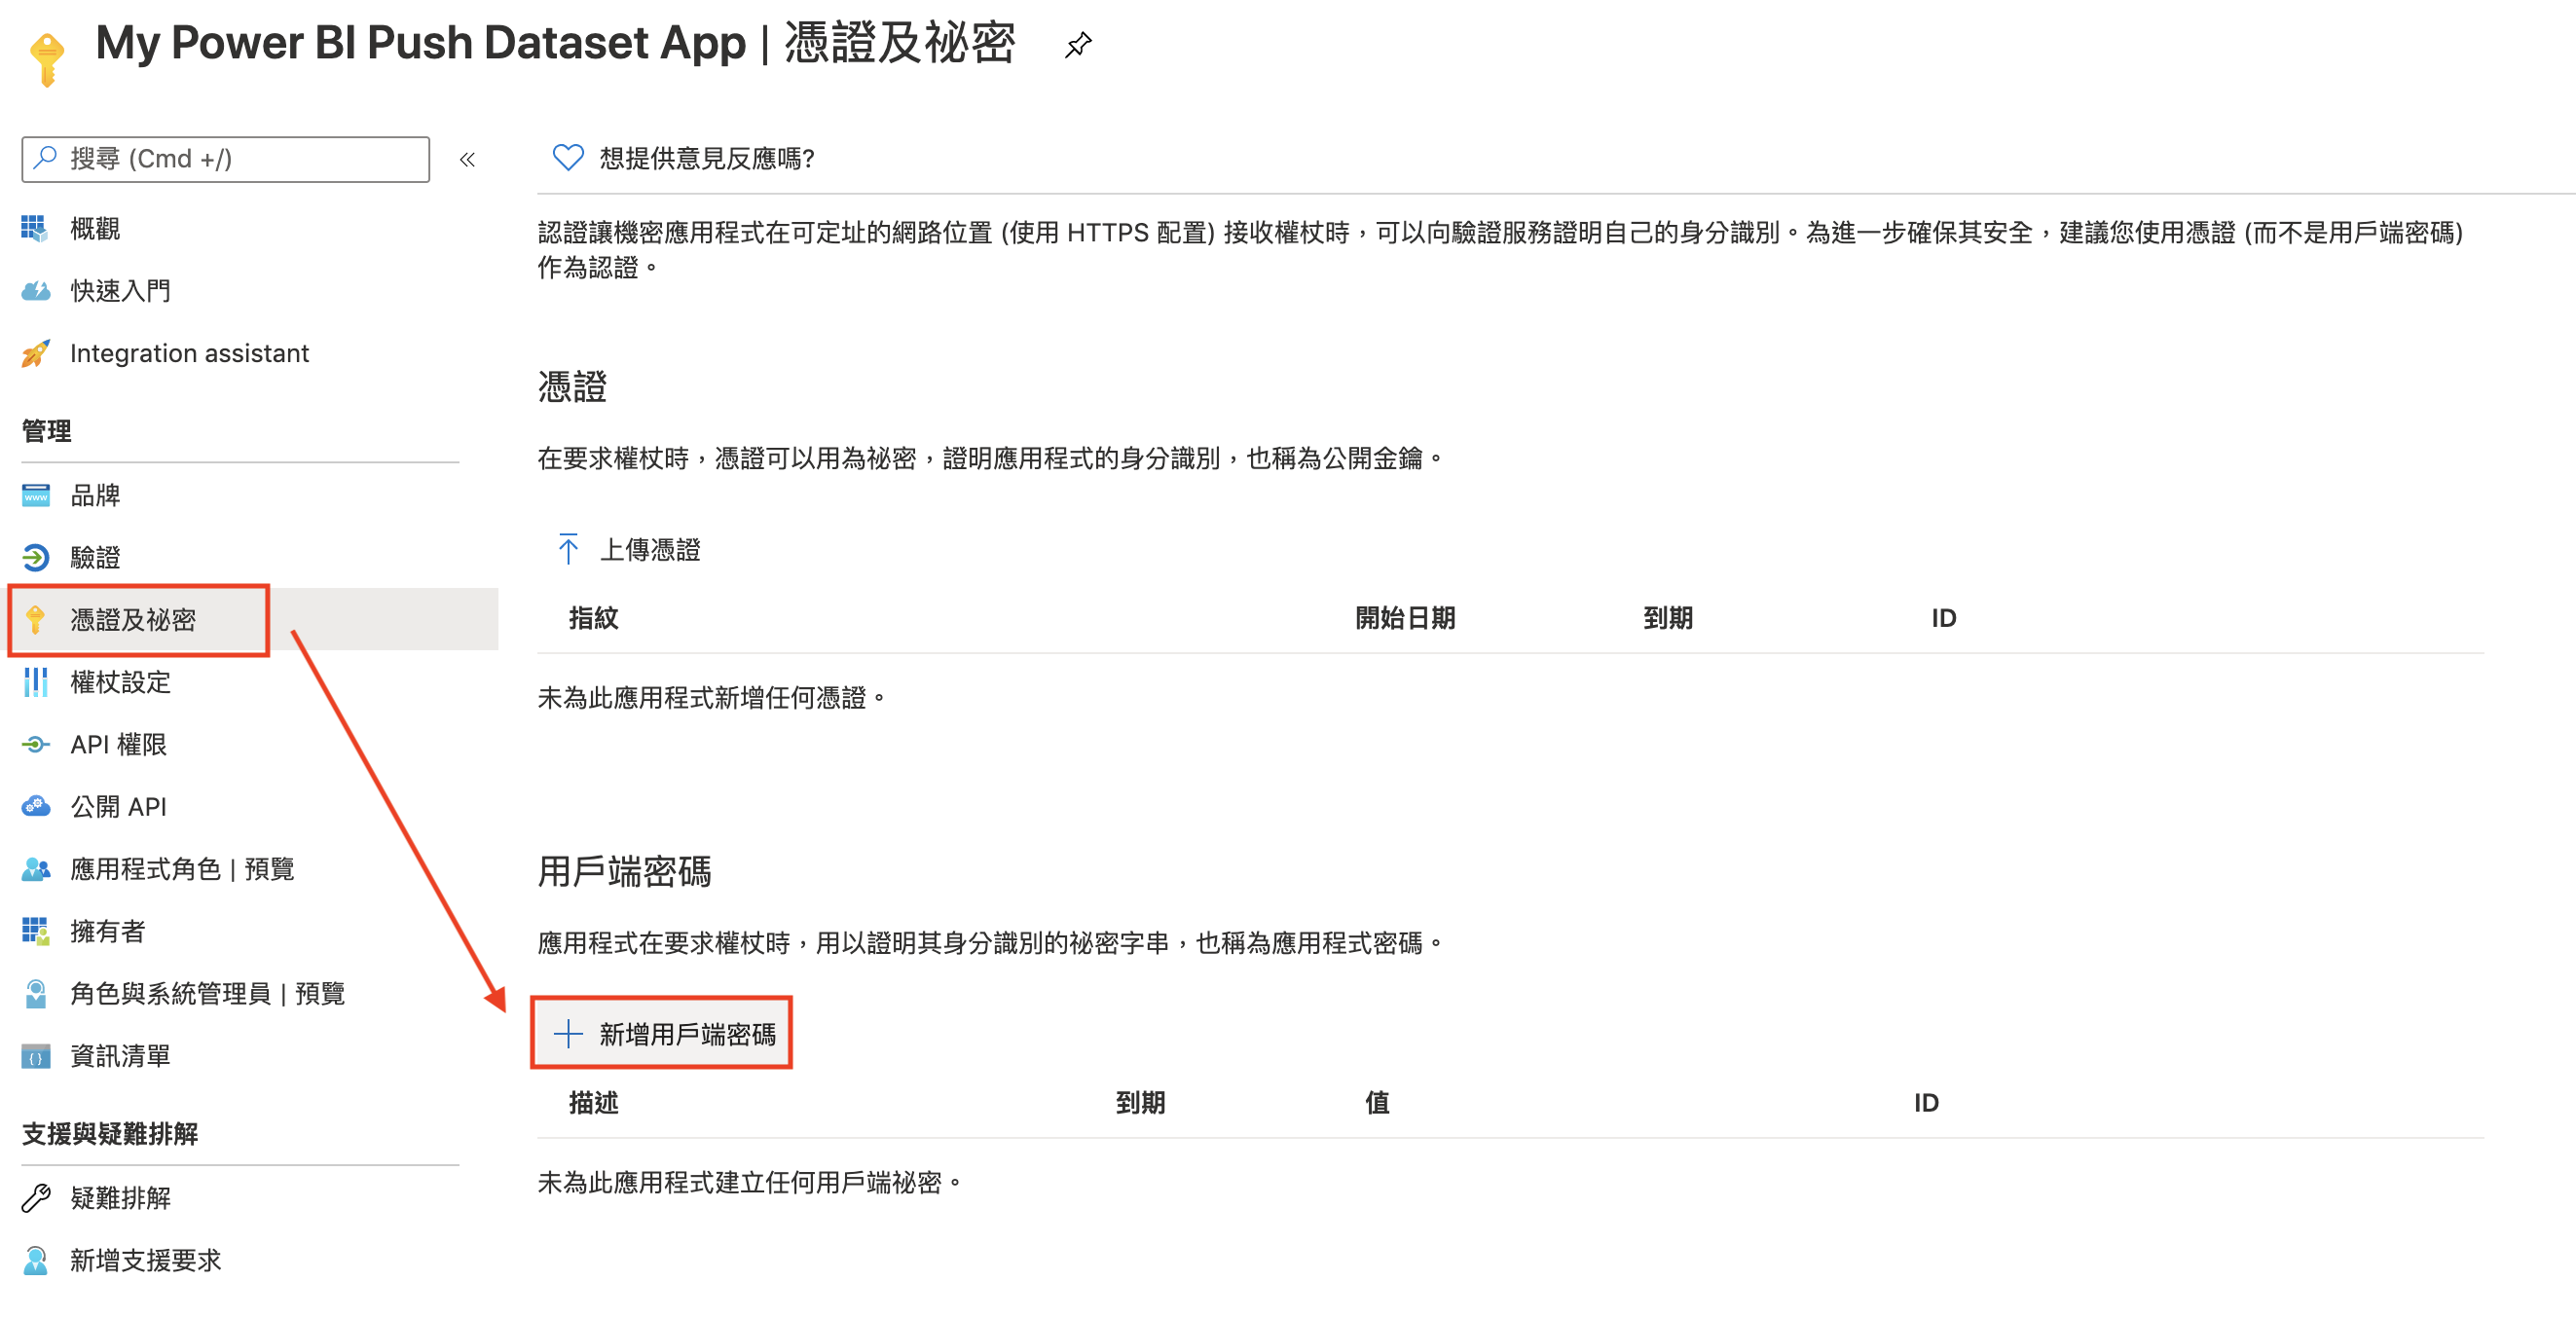 My Power BI Push Dataset App | 憑證及祕密
搜尋 (Cmd +/)
«
概觀
快速入門
Integration assistant
管理
品牌
驗證
憑證及祕密
權杖設定
API 權限
公開 API
應用程式角色 | 預覽
擁有者
角色與系統管理員 | 預覽
資訊清單
支援與疑難排解
疑難排解
新增支援要求
想提供意見反應嗎?
認證讓機密應用程式在可定址的網路位置 (使用 HTTPS 配置) 接收權杖時，可以向驗證服務證明自己的身分識別。為進一步確保其安全，建議您使用憑證 (而不是用戶端密碼)
作為認證。
憑證
在要求權杖時，憑證可以用為祕密，證明應用程式的身分識別，也稱為公開金鑰。
上傳憑證
指紋 開始日期 到期 ID
未為此應用程式新增任何憑證。
用戶端密碼
應用程式在要求權杖時，用以證明其身分識別的祕密字串，也稱為應用程式密碼。
新增用戶端密碼
描述 到期 值 ID
未為此應用程式建立任何用戶端祕密。